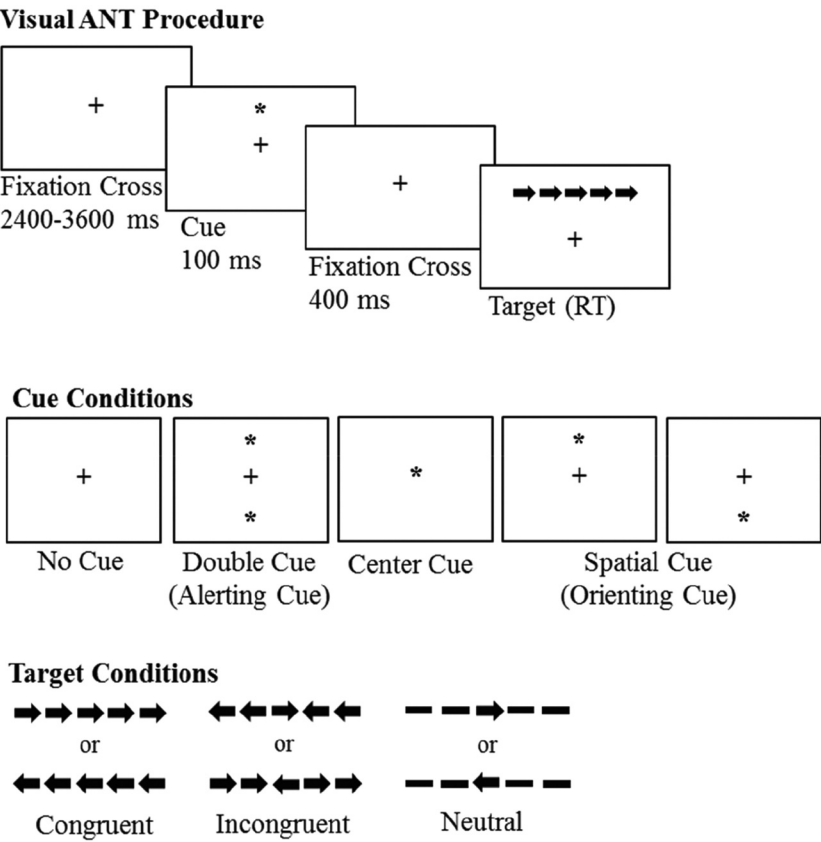 Visual ANT Procedure
+
*
+
+
+
Fixation Cross
2400-3600 ms
Cue
100 ms
Fixation Cross
400 ms
Target (RT)
Cue Conditions
+
*
+
*
*
*
+
+
*
No Cue
Double Cue
(Alerting Cue)
Center Cue
Spatial Cue
(Orienting Cue)
Target Conditions
or
or
or
Congruent
Incongruent
Neutral